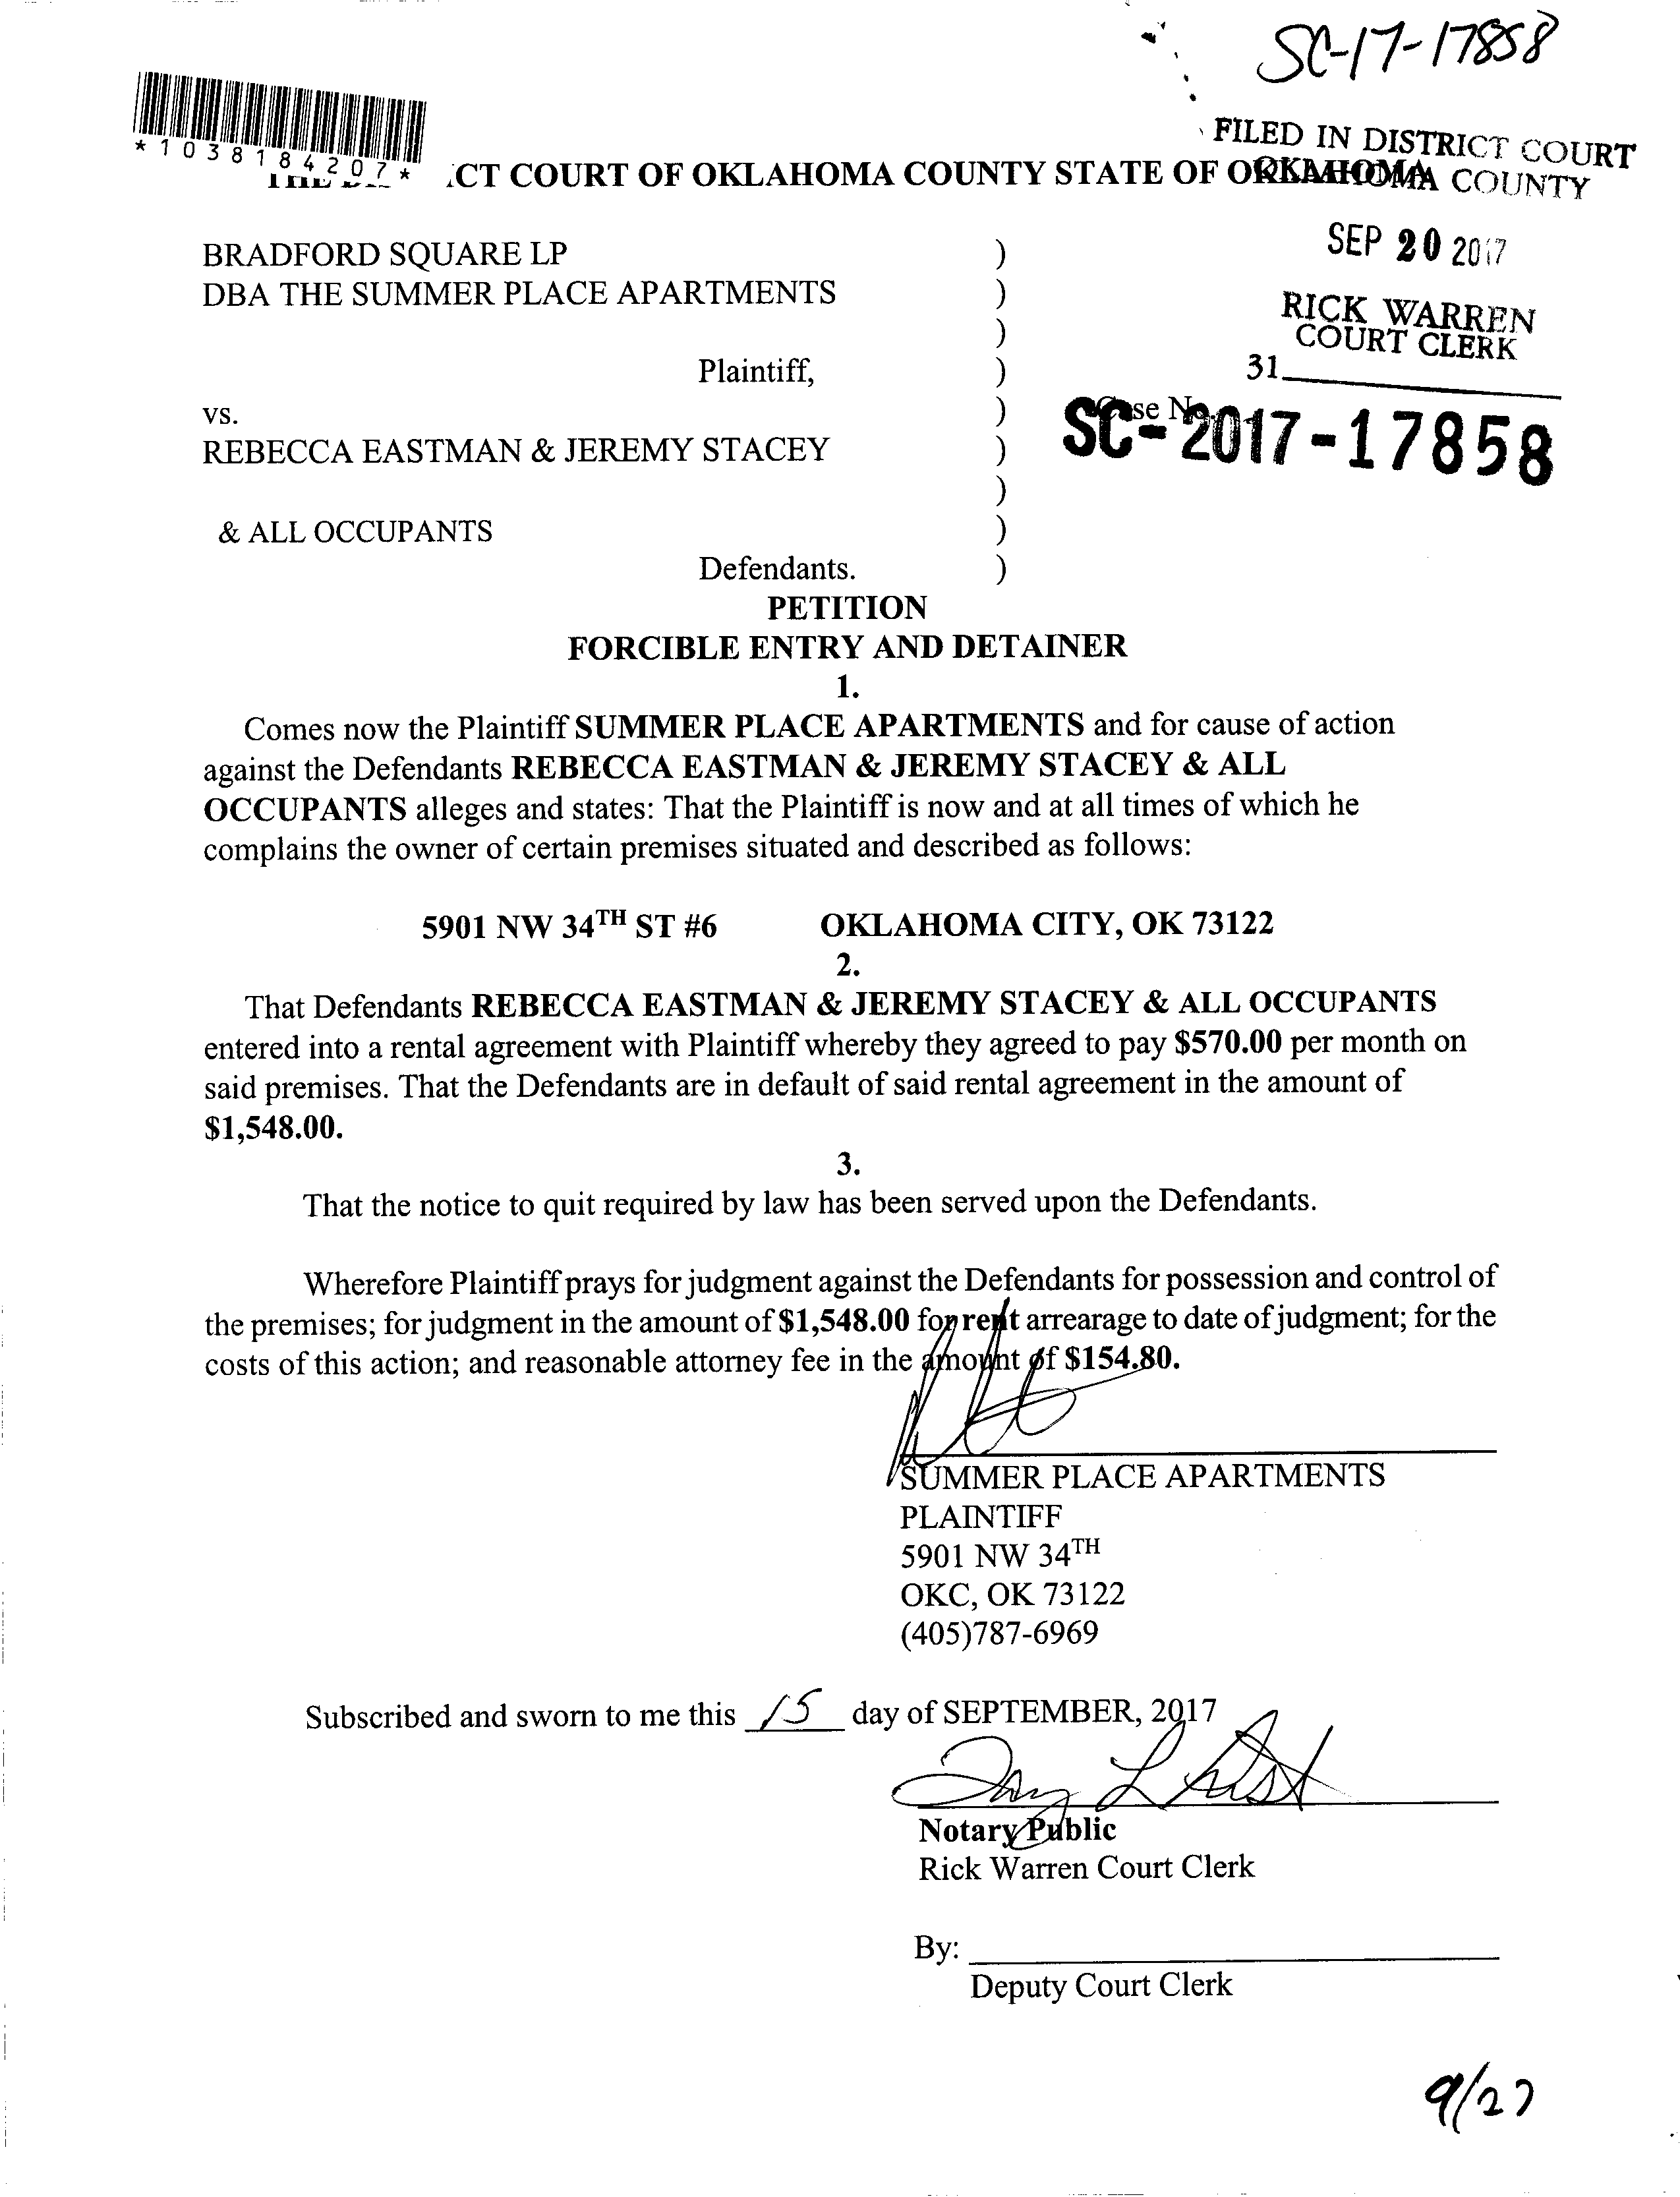 SC-17-17858
*1038184207*
FILED IN DISTRICT COURT
OKLAHOMA COUNTY
CT COURT OF OKLAHOMA COUNTY STATE OF OKLAHOMA
SEP 20 2017
RICK WARREN
COURT CLERK
31
BRADFORD SQUARE LP )
DBA THE SUMMER PLACE APARTMENTS )
)
Plaintiff, )
vs. ) Case No.
SC-2017-17858
REBECCA EASTMAN & JEREMY STACEY )
)
& ALL OCCUPANTS )
Defendants. )
PETITION
FORCIBLE ENTRY AND DETAINER
1.
Comes now the Plaintiff SUMMER PLACE APARTMENTS and for cause of action
against the Defendants REBECCA EASTMAN & JEREMY STACEY & ALL
OCCUPANTS alleges and states: That the Plaintiff is now and at all times of which he
complains the owner of certain premises situated and described as follows:
5901 NW 34TH ST #6 OKLAHOMA CITY, OK 73122
2.
That Defendants REBECCA EASTMAN & JEREMY STACEY & ALL OCCUPANTS
entered into a rental agreement with Plaintiff whereby they agreed to pay $570.00 per month on
said premises. That the Defendants are in default of said rental agreement in the amount of
$1,548.00.
3.
That the notice to quit required by law has been served upon the Defendants.
Wherefore Plaintiff prays for judgment against the Defendants for possession and control of
the premises; for judgment in the amount of $1,548.00 for rent arrearage to date of judgment; for the
costs of this action; and reasonable attorney fee in the amount of $154.80.
SUMMER PLACE APARTMENTS
PLAINTIFF
5901 NW 34TH
OKC, OK 73122
(405)787-6969
Subscribed and sworn to me this 15 day of SEPTEMBER, 2017
Notary Public
Rick Warren Court Clerk
By:
Deputy Court Clerk
9/27